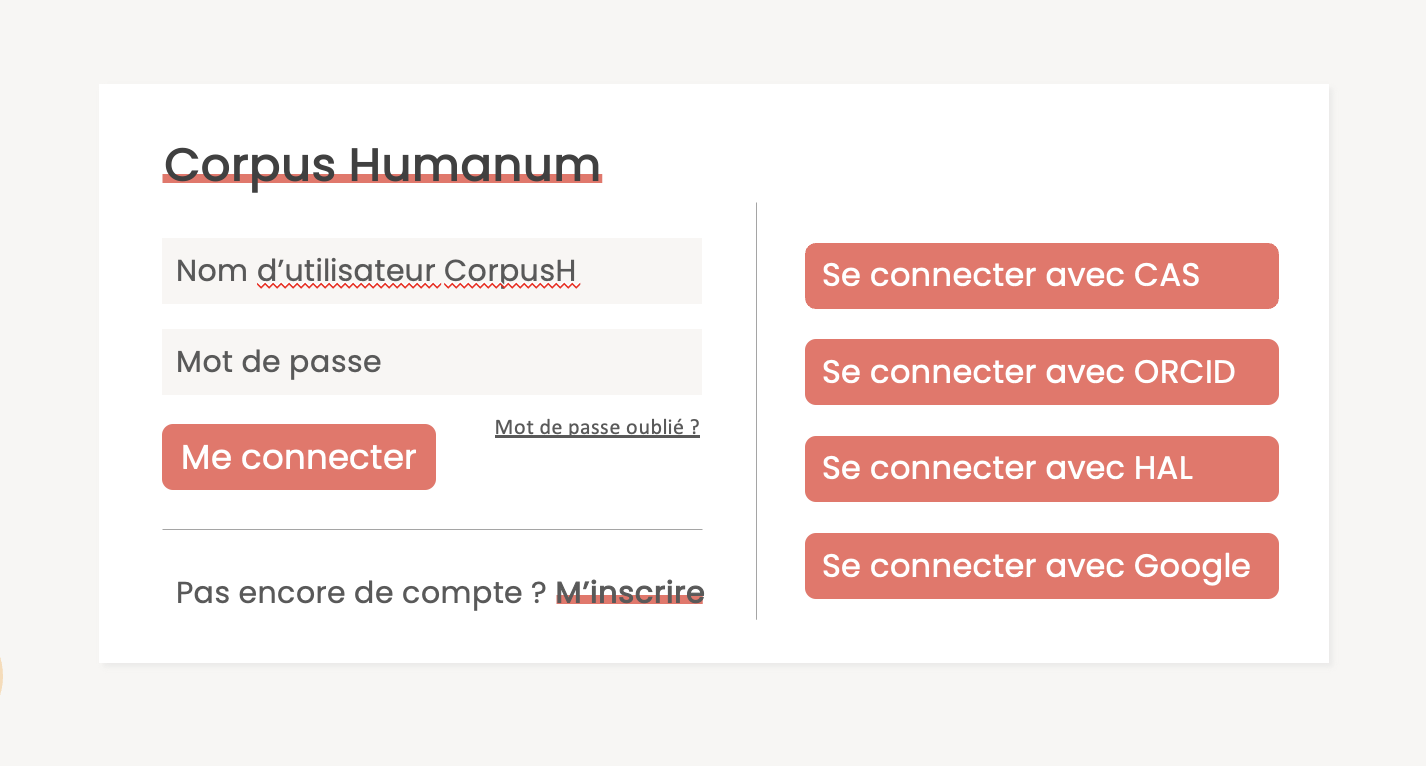 Corpus Humanum
Nom d’utilisateur CorpusH
Mot de passe
Mot de passe oublié ?
Me connecter
Pas encore de compte ? M’inscrire
Se connecter avec CAS
Se connecter avec ORCID
Se connecter avec HAL
Se connecter avec Google